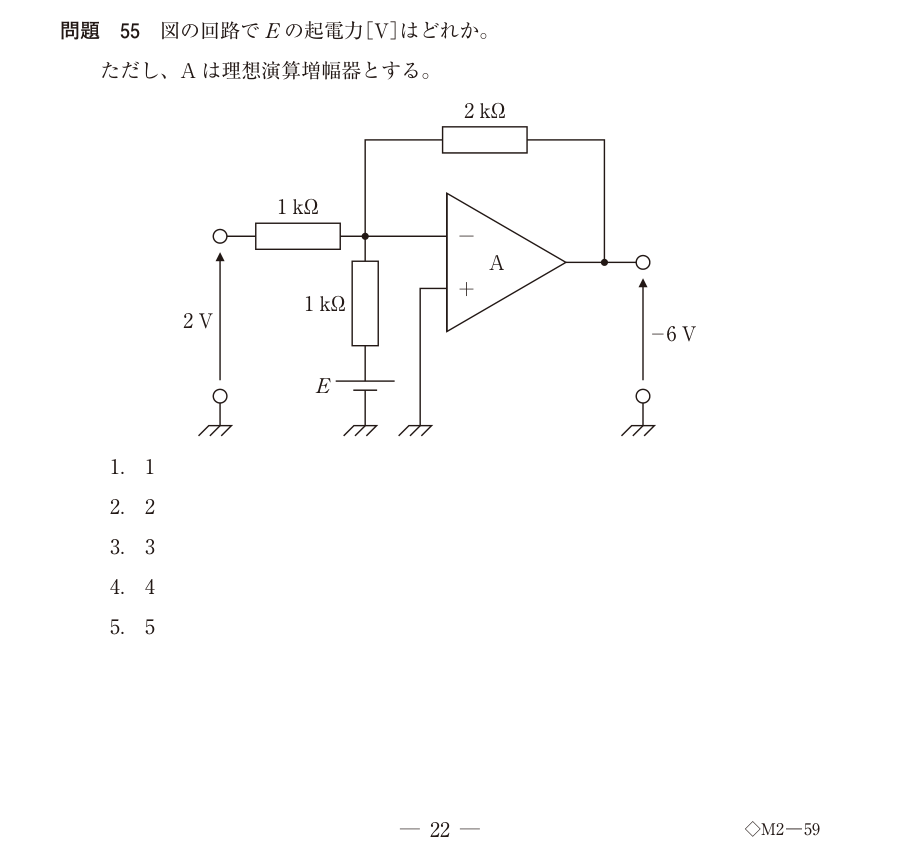 問題 55 図の回路で E の起電力[V]はどれか。
ただし、A は理想演算増幅器とする。
2 kΩ
1 kΩ
−
A
+
1 kΩ
2 V
−6 V
E
1. 1
2. 2
3. 3
4. 4
5. 5
— 22 —
◇M2—59